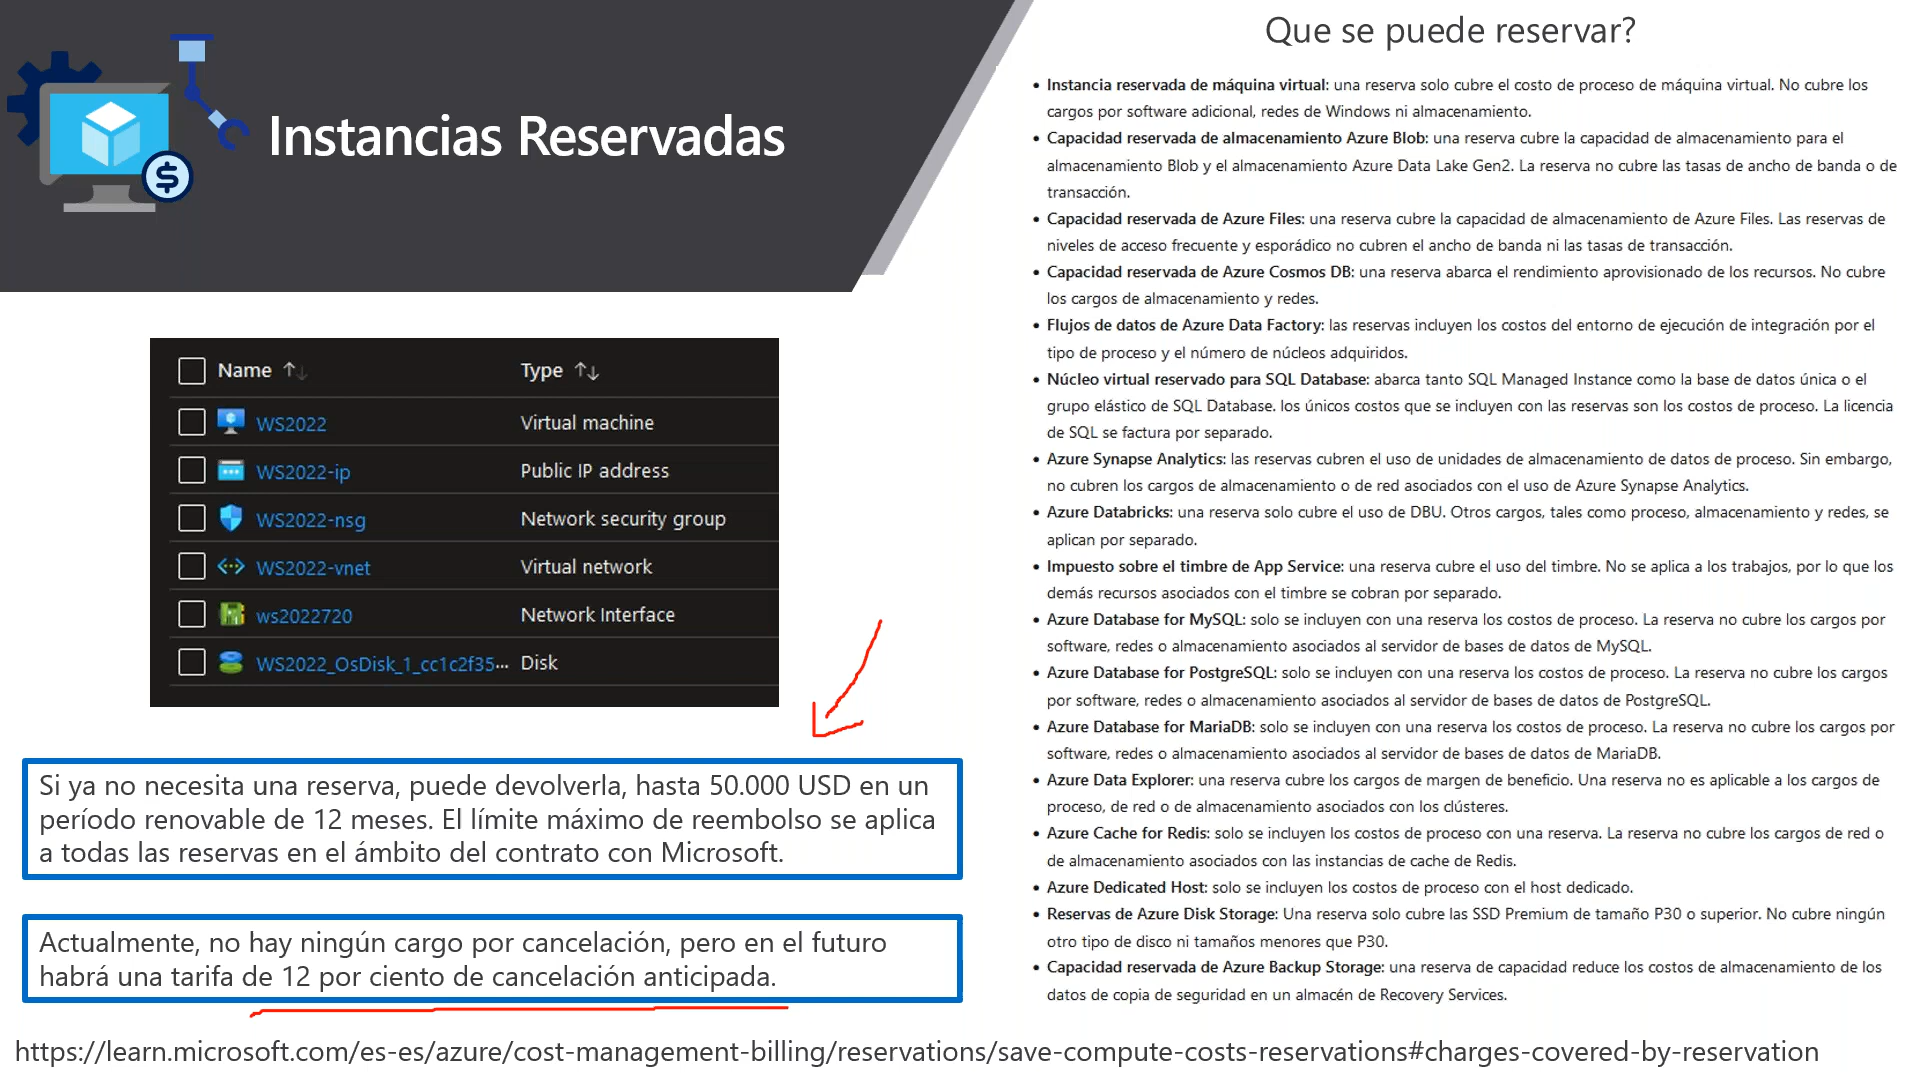 Instancias Reservadas
$
Name ↑↓ Type ↑↓
WS2022 Virtual machine
WS2022-ip Public IP address
WS2022-nsg Network security group
WS2022-vnet Virtual network
ws2022720 Network Interface
WS2022_OsDisk_1_cc1c2f35... Disk
Si ya no necesita una reserva, puede devolverla, hasta 50.000 USD en un
período renovable de 12 meses. El límite máximo de reembolso se aplica
a todas las reservas en el ámbito del contrato con Microsoft.
Actualmente, no hay ningún cargo por cancelación, pero en el futuro
habrá una tarifa de 12 por ciento de cancelación anticipada.
Que se puede reservar?
• Instancia reservada de máquina virtual: una reserva solo cubre el costo de proceso de máquina virtual. No cubre los
cargos por software adicional, redes de Windows ni almacenamiento.
• Capacidad reservada de almacenamiento Azure Blob: una reserva cubre la capacidad de almacenamiento para el
almacenamiento Blob y el almacenamiento Azure Data Lake Gen2. La reserva no cubre las tasas de ancho de banda o de
transacción.
• Capacidad reservada de Azure Files: una reserva cubre la capacidad de almacenamiento de Azure Files. Las reservas de
niveles de acceso frecuente y esporádico no cubren el ancho de banda ni las tasas de transacción.
• Capacidad reservada de Azure Cosmos DB: una reserva abarca el rendimiento aprovisionado de los recursos. No cubre
los cargos de almacenamiento y redes.
• Flujos de datos de Azure Data Factory: las reservas incluyen los costos del entorno de ejecución de integración por el
tipo de proceso y el número de núcleos adquiridos.
• Núcleo virtual reservado para SQL Database: abarca tanto SQL Managed Instance como la base de datos única o el
grupo elástico de SQL Database. los únicos costos que se incluyen con las reservas son los costos de proceso. La licencia
de SQL se factura por separado.
• Azure Synapse Analytics: las reservas cubren el uso de unidades de almacenamiento de datos de proceso. Sin embargo,
no cubren los cargos de almacenamiento o de red asociados con el uso de Azure Synapse Analytics.
• Azure Databricks: una reserva solo cubre el uso de DBU. Otros cargos, tales como proceso, almacenamiento y redes, se
aplican por separado.
• Impuesto sobre el timbre de App Service: una reserva cubre el uso del timbre. No se aplica a los trabajos, por lo que los
demás recursos asociados con el timbre se cobran por separado.
• Azure Database for MySQL: solo se incluyen con una reserva los costos de proceso. La reserva no cubre los cargos por
software, redes o almacenamiento asociados al servidor de bases de datos de MySQL.
• Azure Database for PostgreSQL: solo se incluyen con una reserva los costos de proceso. La reserva no cubre los cargos
por software, redes o almacenamiento asociados al servidor de bases de datos de PostgreSQL.
• Azure Database for MariaDB: solo se incluyen con una reserva los costos de proceso. La reserva no cubre los cargos por
software, redes o almacenamiento asociados al servidor de bases de datos de MariaDB.
• Azure Data Explorer: una reserva cubre los cargos de margen de beneficio. Una reserva no es aplicable a los cargos de
proceso, de red o de almacenamiento asociados con los clústeres.
• Azure Cache for Redis: solo se incluyen los costos de proceso con una reserva. La reserva no cubre los cargos de red o
de almacenamiento asociados con las instancias de cache de Redis.
• Azure Dedicated Host: solo se incluyen los costos de proceso con el host dedicado.
• Reservas de Azure Disk Storage: Una reserva solo cubre las SSD Premium de tamaño P30 o superior. No cubre ningún
otro tipo de disco ni tamaños menores que P30.
• Capacidad reservada de Azure Backup Storage: una reserva de capacidad reduce los costos de almacenamiento de los
datos de copia de seguridad en un almacén de Recovery Services.
https://learn.microsoft.com/es-es/azure/cost-management-billing/reservations/save-compute-costs-reservations#charges-covered-by-reservation